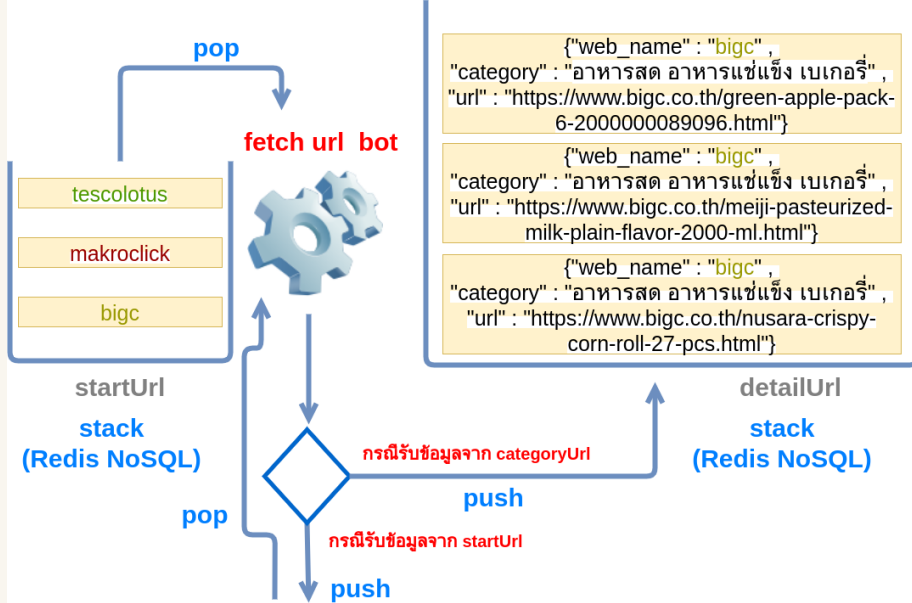 pop
fetch url  bot
tescolotus
makroclick
bigc
startUrl
stack
(Redis NoSQL)
{"web_name" : "bigc" ,
"category" : "อาหารสด อาหารแช่แข็ง เบเกอรี่" ,
"url" : "https://www.bigc.co.th/green-apple-pack-
6-2000000089096.html"}
{"web_name" : "bigc" ,
"category" : "อาหารสด อาหารแช่แข็ง เบเกอรี่" ,
"url" : "https://www.bigc.co.th/meiji-pasteurized-
milk-plain-flavor-2000-ml.html"}
{"web_name" : "bigc" ,
"category" : "อาหารสด อาหารแช่แข็ง เบเกอรี่" ,
"url" : "https://www.bigc.co.th/nusara-crispy-
corn-roll-27-pcs.html"}
detailUrl
stack
(Redis NoSQL)
กรณีรับข้อมูลจาก categoryUrl
push
pop
กรณีรับข้อมูลจาก startUrl
push